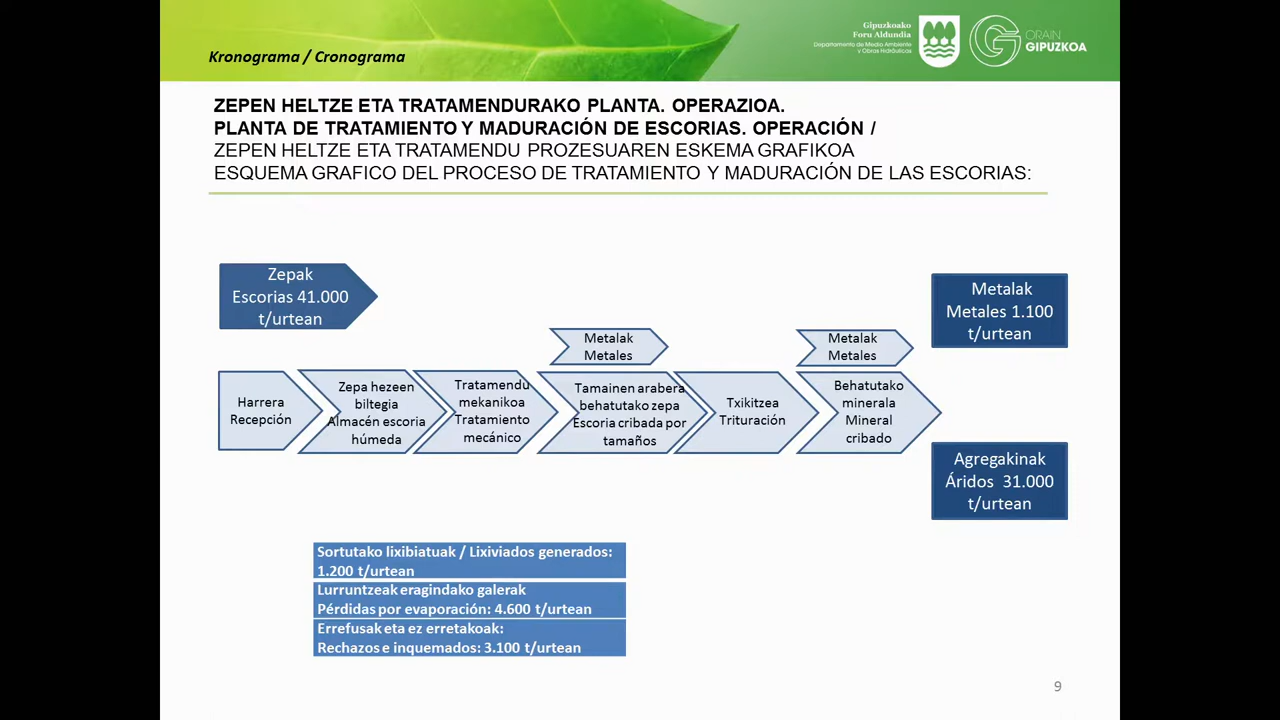 Kronograma / Cronograma
Gipuzkoako
Foru Aldundia
Departamento de Medio Ambiente
y Obras Hidráulicas
ORAIN
GIPUZKOA
ZEPEN HELTZE ETA TRATAMENDURAKO PLANTA. OPERAZIOA.
PLANTA DE TRATAMIENTO Y MADURACIÓN DE ESCORIAS. OPERACIÓN /
ZEPEN HELTZE ETA TRATAMENDU PROZESUAREN ESKEMA GRAFIKOA
ESQUEMA GRAFICO DEL PROCESO DE TRATAMIENTO Y MADURACIÓN DE LAS ESCORIAS:
Zepak
Escorias 41.000
t/urtean
Metalak
Metales 1.100
t/urtean
Metalak
Metales
Metalak
Metales
Harrera
Recepción
Zepa hezeen
biltegia
Almacén escoria
húmeda
Tratamendu
mekanikoa
Tratamiento
mecánico
Tamainen arabera
behatutako zepa
Escoria cribada por
tamaños
Txikitzea
Trituración
Behatutako
minerala
Mineral
cribado
Agregakinak
Áridos 31.000
t/urtean
Sortutako lixibiatuak / Lixiviados generados:
1.200 t/urtean
Lurruntzeak eragindako galerak
Pérdidas por evaporación: 4.600 t/urtean
Errefusak eta ez erretakoak:
Rechazos e inquemados: 3.100 t/urtean
9